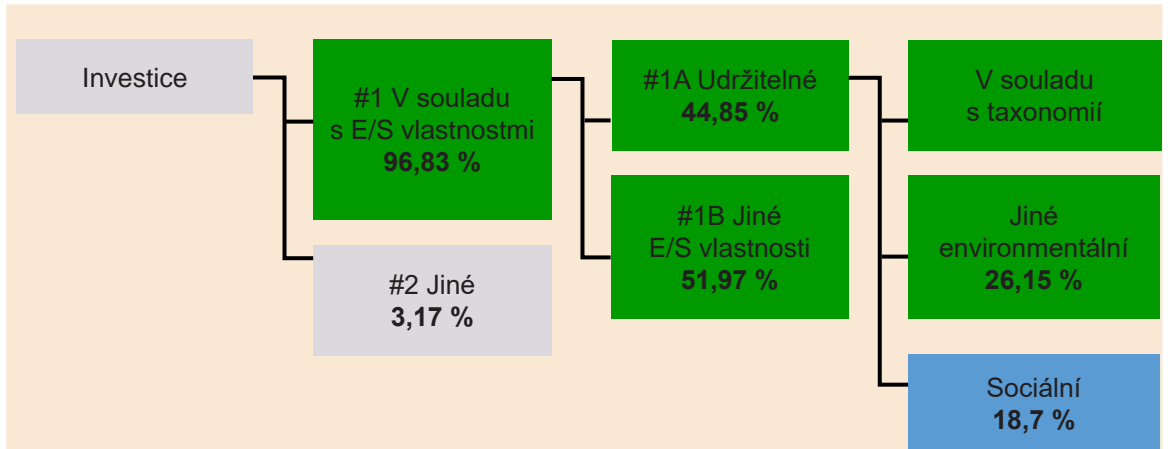 Investice
#1 V souladu
s E/S vlastnostmi
96,83 %
#2 Jiné
3,17 %
#1A Udržitelné
44,85 %
#1B Jiné
E/S vlastnosti
51,97 %
V souladu
s taxonomií
Jiné
environmentální
26,15 %
Sociální
18,7 %